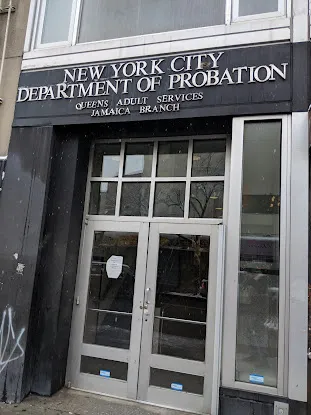 NEW YORK CITY
DEPARTMENT OF PROBATION
QUEENS ADULT SERVICES
JAMAICA BRANCH